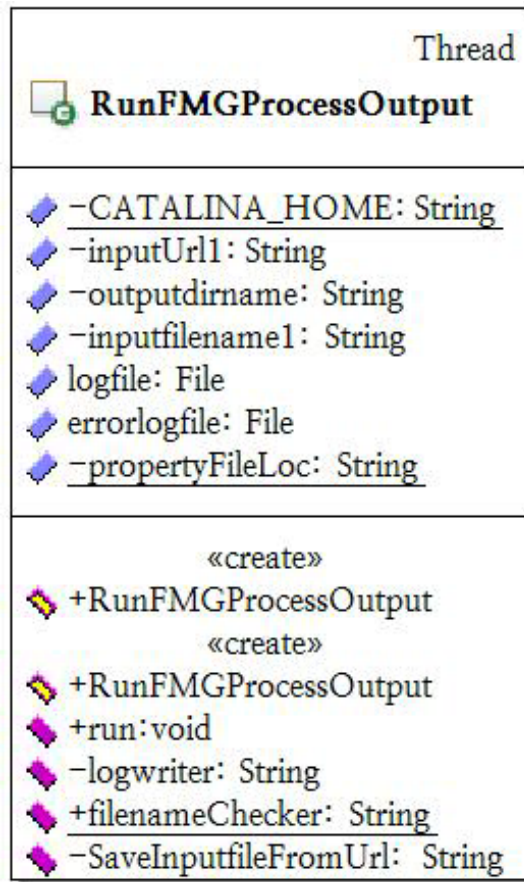 Thread
RunFMGProcessOutput
-CATALINA_HOME: String
-inputUrl1: String
-outputdirname: String
-inputfilename1: String
logfile: File
errorlogfile: File
-propertyFileLoc: String
«create»
+RunFMGProcessOutput
«create»
+RunFMGProcessOutput
+run:void
-logwriter: String
+filenameChecker: String
-SaveInputfileFromUrl: String